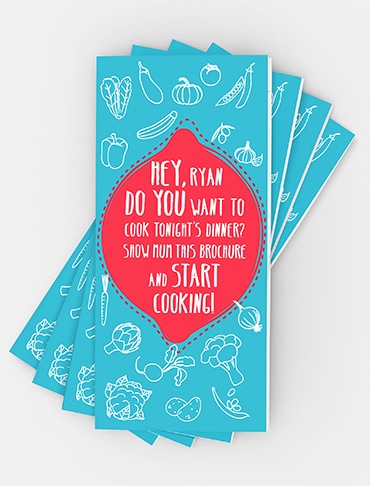 HEY, RYAN
DO YOU WANT TO
COOK TONIGHT'S DINNER?
SHOW MUM THIS BROCHURE
AND START
COOKING!